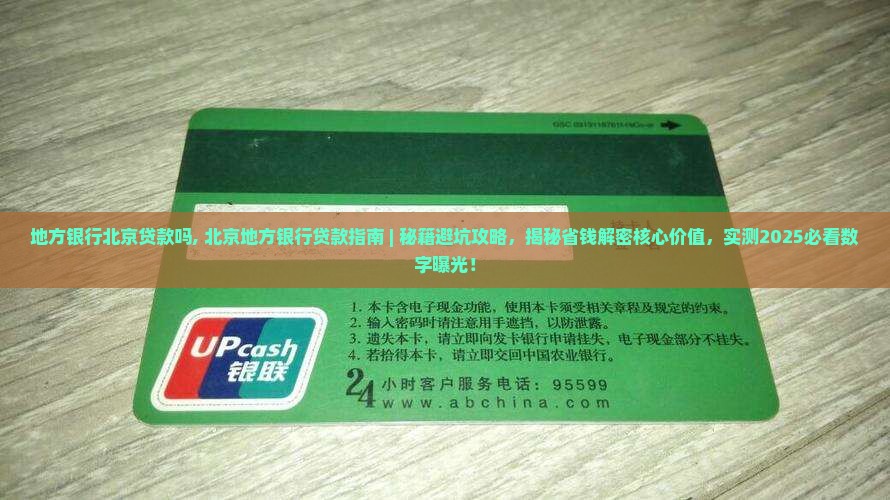 地方银行北京贷款吗, 北京地方银行贷款指南 | 秘籍避坑攻略，揭秘省钱解密核心价值，实测2025必看数
字曝光！
1. 本卡含电子现金功能，使用本卡须受相关章程及规定的约束。
2. 输入密码时请注意用手遮挡，以防泄露。
3. 遗失本卡，请立即向发卡银行申请挂失，电子现金部分不挂失。
4. 若拾得本卡，请立即交回中国农业银行。
UPcash
银联
24小时客户服务电话：95599
www.abchina.com